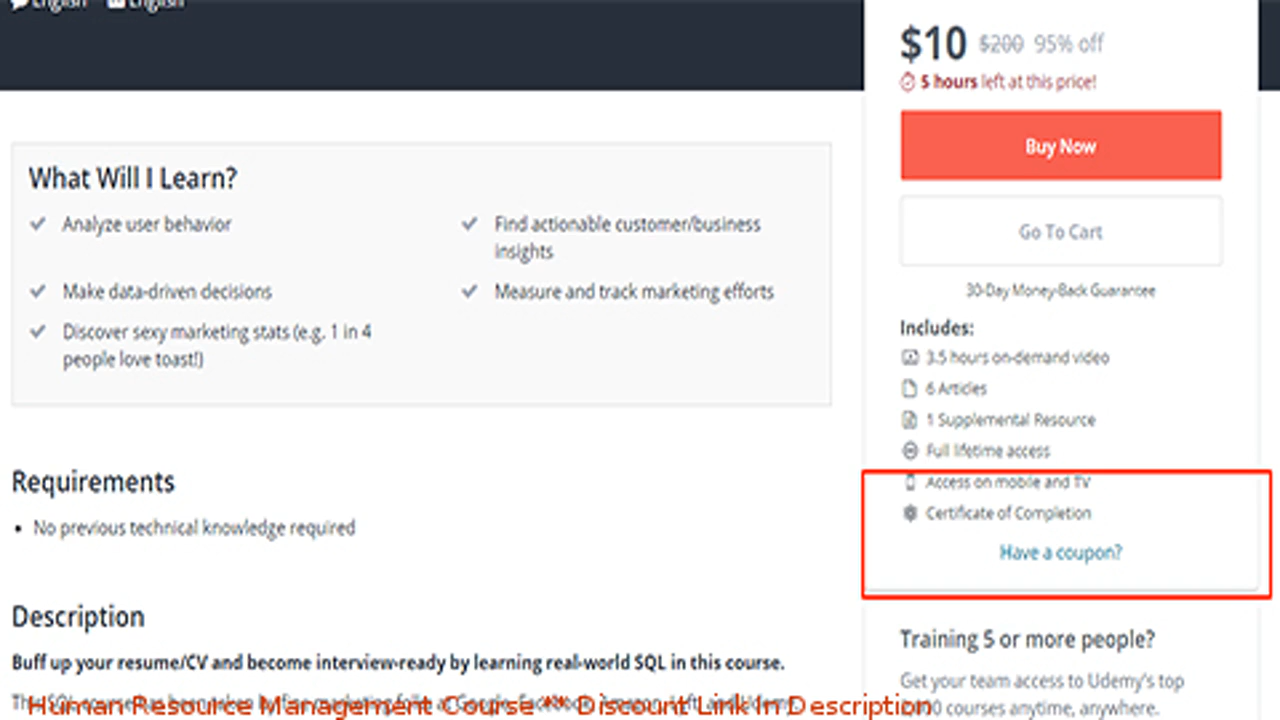 English English
What Will I Learn?
Analyze user behavior
Find actionable customer/business
insights
Make data-driven decisions
Measure and track marketing efforts
Discover sexy marketing stats (e.g. 1 in 4
people love toast!)
Requirements
No previous technical knowledge required
Description
Buff up your resume/CV and become interview-ready by learning real-world SQL in this course.
Human Resource Management Course ** Discount Link In Description
$10 $200 95% off
5 hours left at this price!
Buy Now
Go To Cart
30-Day Money-Back Guarantee
Includes:
3.5 hours on-demand video
6 Articles
1 Supplemental Resource
Full lifetime access
Access on mobile and TV
Certificate of Completion
Have a coupon?
Training 5 or more people?
Get your team access to Udemy's top
courses anytime, anywhere.